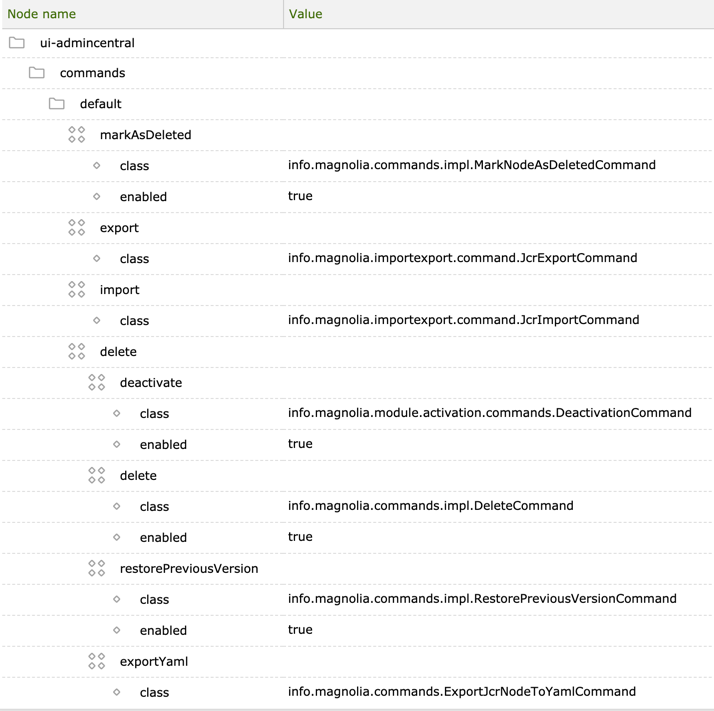 Node name Value
ui-admincentral
commands
default
markAsDeleted
class info.magnolia.commands.impl.MarkNodeAsDeletedCommand
enabled true
export
class info.magnolia.importexport.command.JcrExportCommand
import
class info.magnolia.importexport.command.JcrImportCommand
delete
deactivate
class info.magnolia.module.activation.commands.DeactivationCommand
enabled true
delete
class info.magnolia.commands.impl.DeleteCommand
enabled true
restorePreviousVersion
class info.magnolia.commands.impl.RestorePreviousVersionCommand
enabled true
exportYaml
class info.magnolia.commands.ExportJcrNodeToYamlCommand